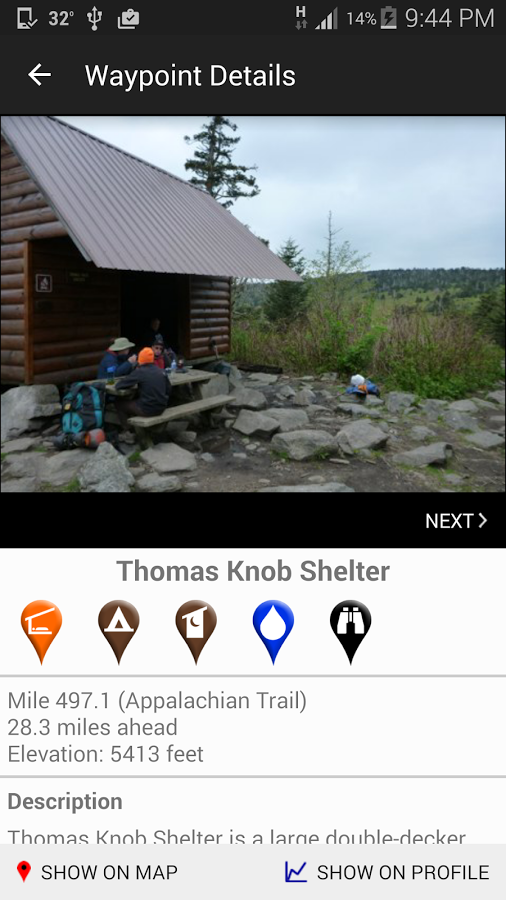 32°
H
14%
9:44 PM
Waypoint Details
NEXT
Thomas Knob Shelter
Mile 497.1 (Appalachian Trail)
28.3 miles ahead
Elevation: 5413 feet
Description
Thomas Knob Shelter is a large double-decker
SHOW ON MAP
SHOW ON PROFILE